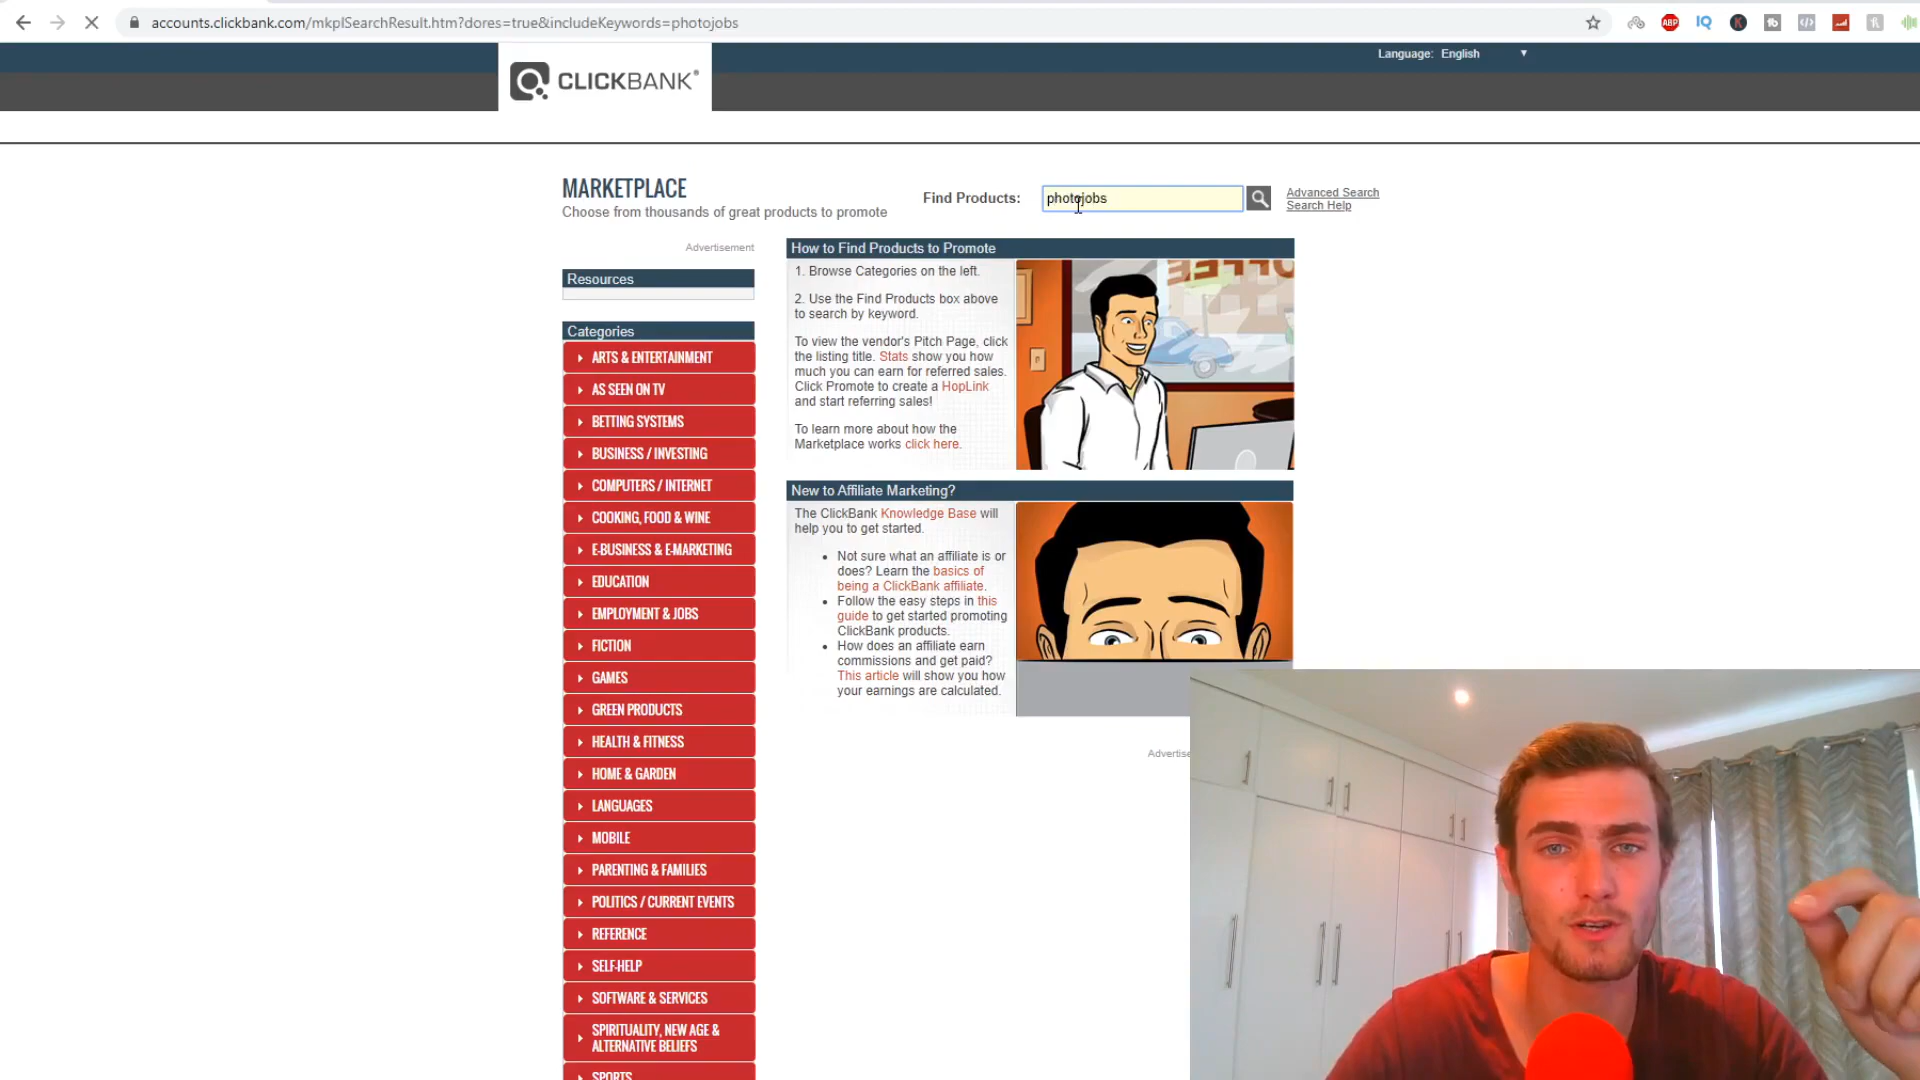 accounts.clickbank.com/mkplSearchResult.htm?dores=true&includeKeywords=photojobs
ABP
IQ
K
Language: English
CLICKBANK®
MARKETPLACE
Choose from thousands of great products to promote
Find Products:
photojobs
Advanced Search
Search Help
Advertisement
Resources
Categories
ARTS & ENTERTAINMENT
AS SEEN ON TV
BETTING SYSTEMS
BUSINESS / INVESTING
COMPUTERS / INTERNET
COOKING, FOOD & WINE
E-BUSINESS & E-MARKETING
EDUCATION
EMPLOYMENT & JOBS
FICTION
GAMES
GREEN PRODUCTS
HEALTH & FITNESS
HOME & GARDEN
LANGUAGES
MOBILE
PARENTING & FAMILIES
POLITICS / CURRENT EVENTS
REFERENCE
SELF-HELP
SOFTWARE & SERVICES
SPIRITUALITY, NEW AGE &
ALTERNATIVE BELIEFS
SPORTS
How to Find Products to Promote
1. Browse Categories on the left.
2. Use the Find Products box above
to search by keyword.
To view the vendor's Pitch Page, click
the listing title. Stats show you how
much you can earn for referred sales.
Click Promote to create a HopLink
and start referring sales!
To learn more about how the
Marketplace works click here.
New to Affiliate Marketing?
The ClickBank Knowledge Base will
help you to get started.
• Not sure what an affiliate is or
does? Learn the basics of
being a ClickBank affiliate.
• Follow the easy steps in this
guide to get started promoting
ClickBank products.
• How does an affiliate earn
commissions and get paid?
This article will show you how
your earnings are calculated.
Advertise